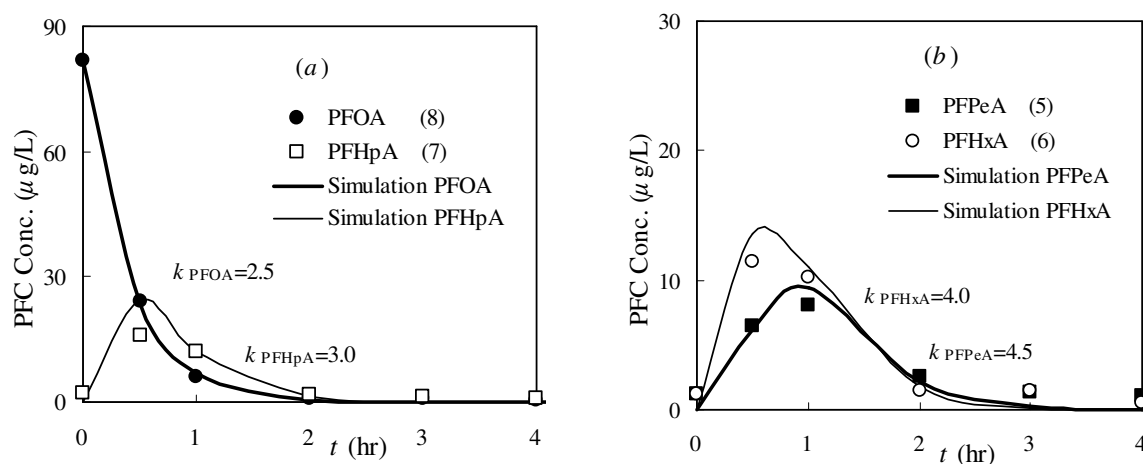 (a)
PFOA (8)
PFHpA (7)
Simulation PFOA
Simulation PFHpA
k PFOA=2.5
k PFHpA=3.0
PFC Conc. (μg/L)
90
60
30
0
0 1 2 3 4
t (hr)
(b)
PFPeA (5)
PFHxA (6)
Simulation PFPeA
Simulation PFHxA
k PFHxA=4.0
k PFPeA=4.5
PFC Conc. (μg/L)
30
20
10
0
0 1 2 3 4
t (hr)